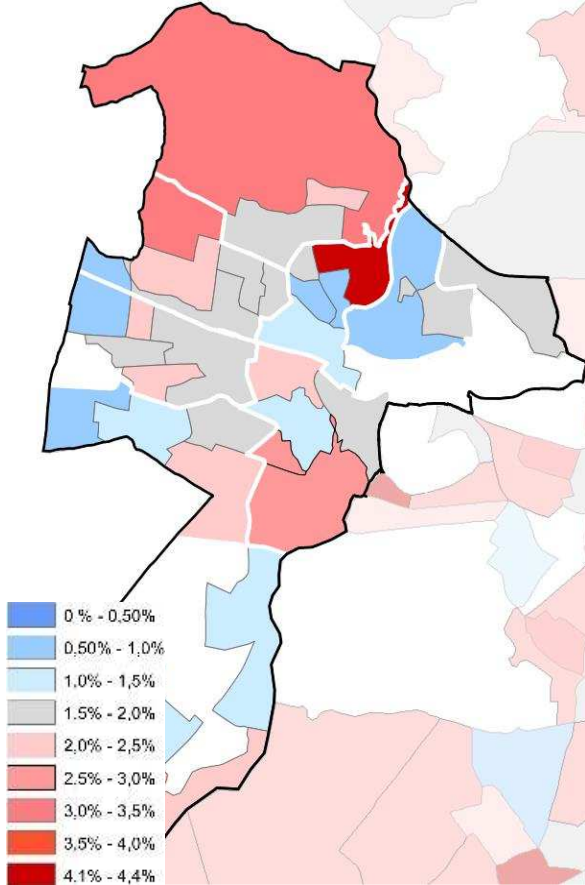 0 % - 0,50%
0,50% - 1,0%
1,0% - 1,5%
1.5% - 2,0%
2,0% - 2,5%
2.5% - 3,0%
3,0% - 3,5%
3,5% - 4,0%
4.1% - 4,4%